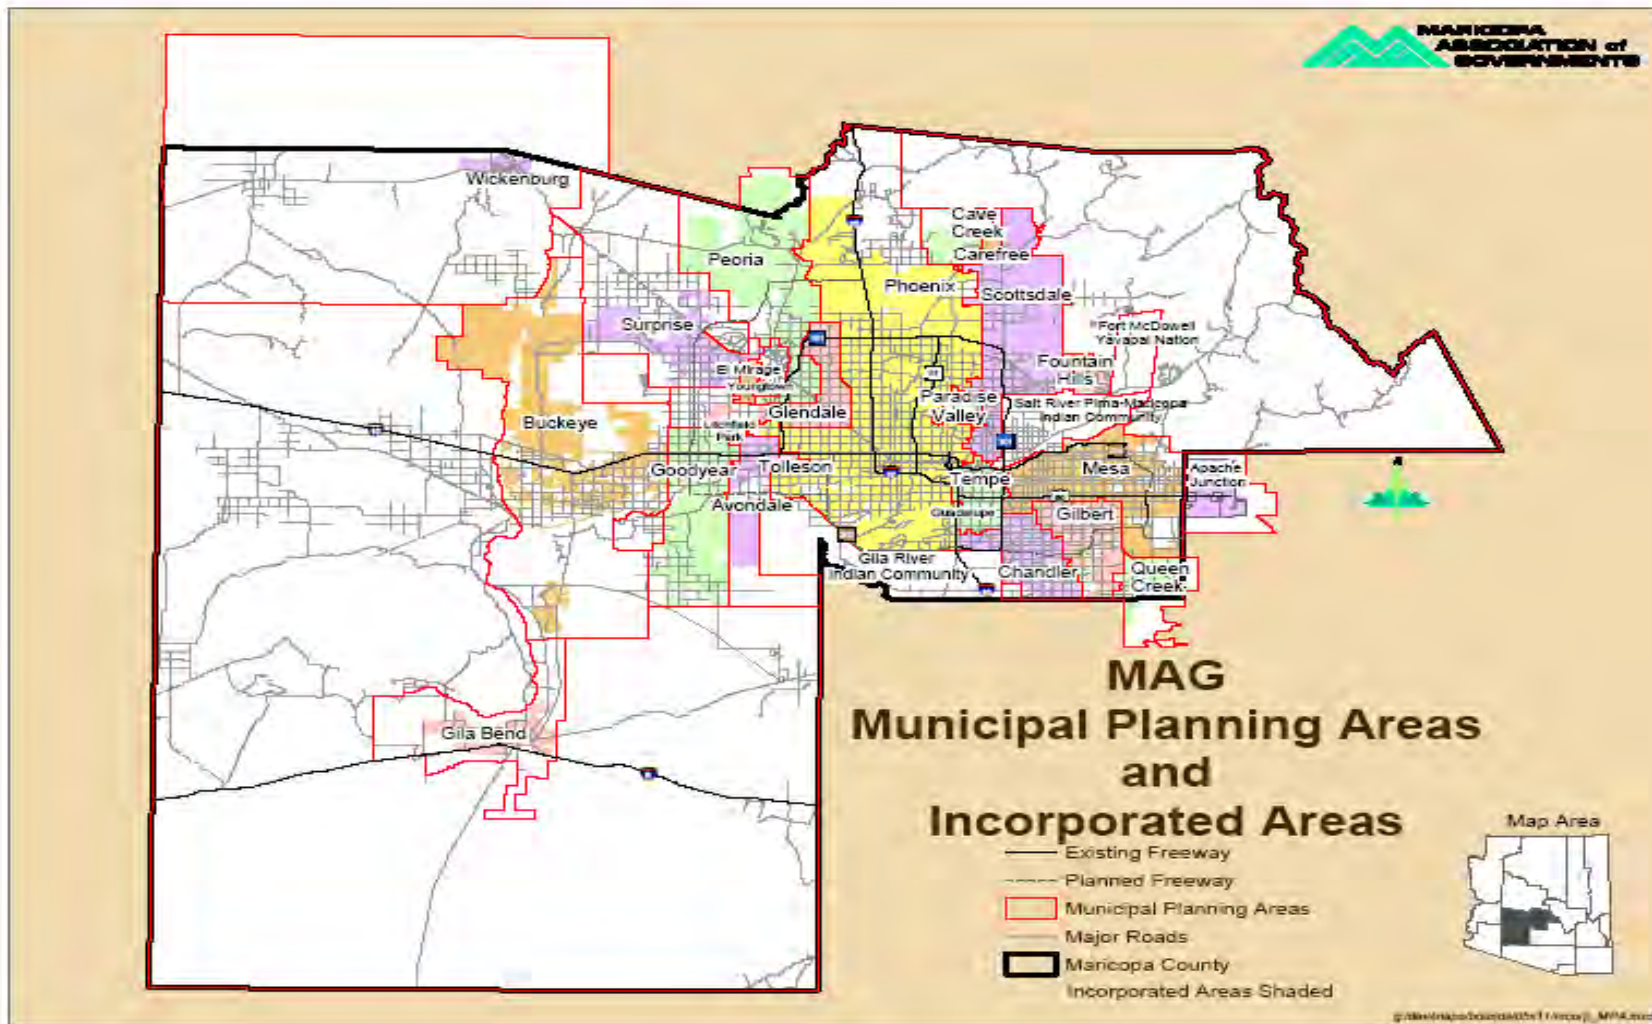 MARICOPA
ASSOCIATION of
GOVERNMENTS
Wickenburg
Cave
Creek
Carefree
Peoria
Phoenix
Scottsdale
Surprise
Fort McDowell
Yavapai Nation
Fountain
Hills
El Mirage
Youngtown
Paradise
Valley
Salt River Pima-Maricopa
Indian Community
Glendale
Buckeye
Litchfield
Park
Goodyear
Tolleson
Mesa
Apache
Junction
Tempe
Avondale
Guadalupe
Gilbert
Gila River
Indian Community
Chandler
Queen
Creek
Gila Bend
MAG
Municipal Planning Areas
and
Incorporated Areas
Existing Freeway
Planned Freeway
Municipal Planning Areas
Major Roads
Maricopa County
Incorporated Areas Shaded
Map Area